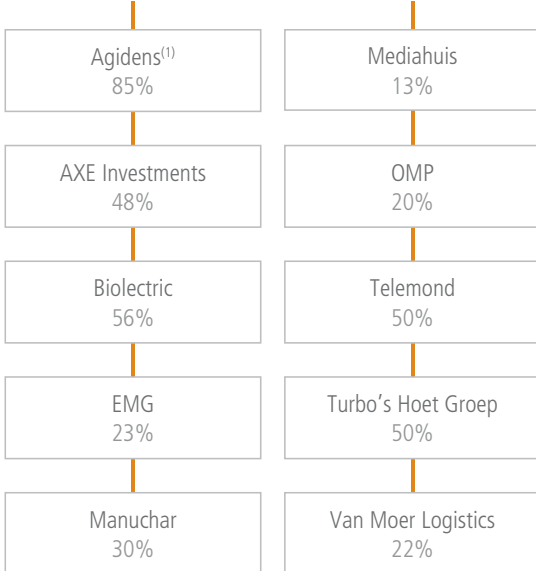 Agidens(1)
85%
AXE Investments
48%
Biolectric
56%
EMG
23%
Manuchar
30%
Mediahuis
13%
OMP
20%
Telemond
50%
Turbo's Hoet Groep
50%
Van Moer Logistics
22%